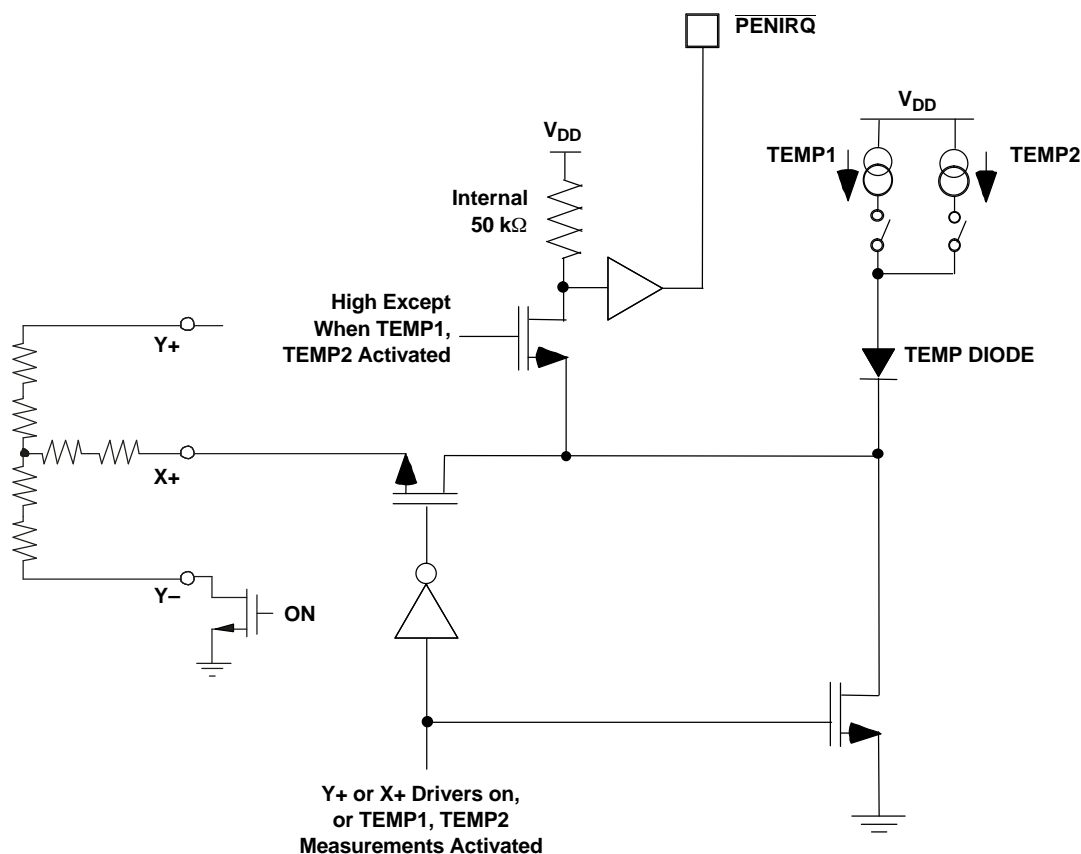 PENIRQ
VDD
TEMP1
TEMP2
VDD
Internal
50 kΩ
High Except
When TEMP1,
TEMP2 Activated
Y+
TEMP DIODE
X+
Y–
ON
Y+ or X+ Drivers on,
or TEMP1, TEMP2
Measurements Activated